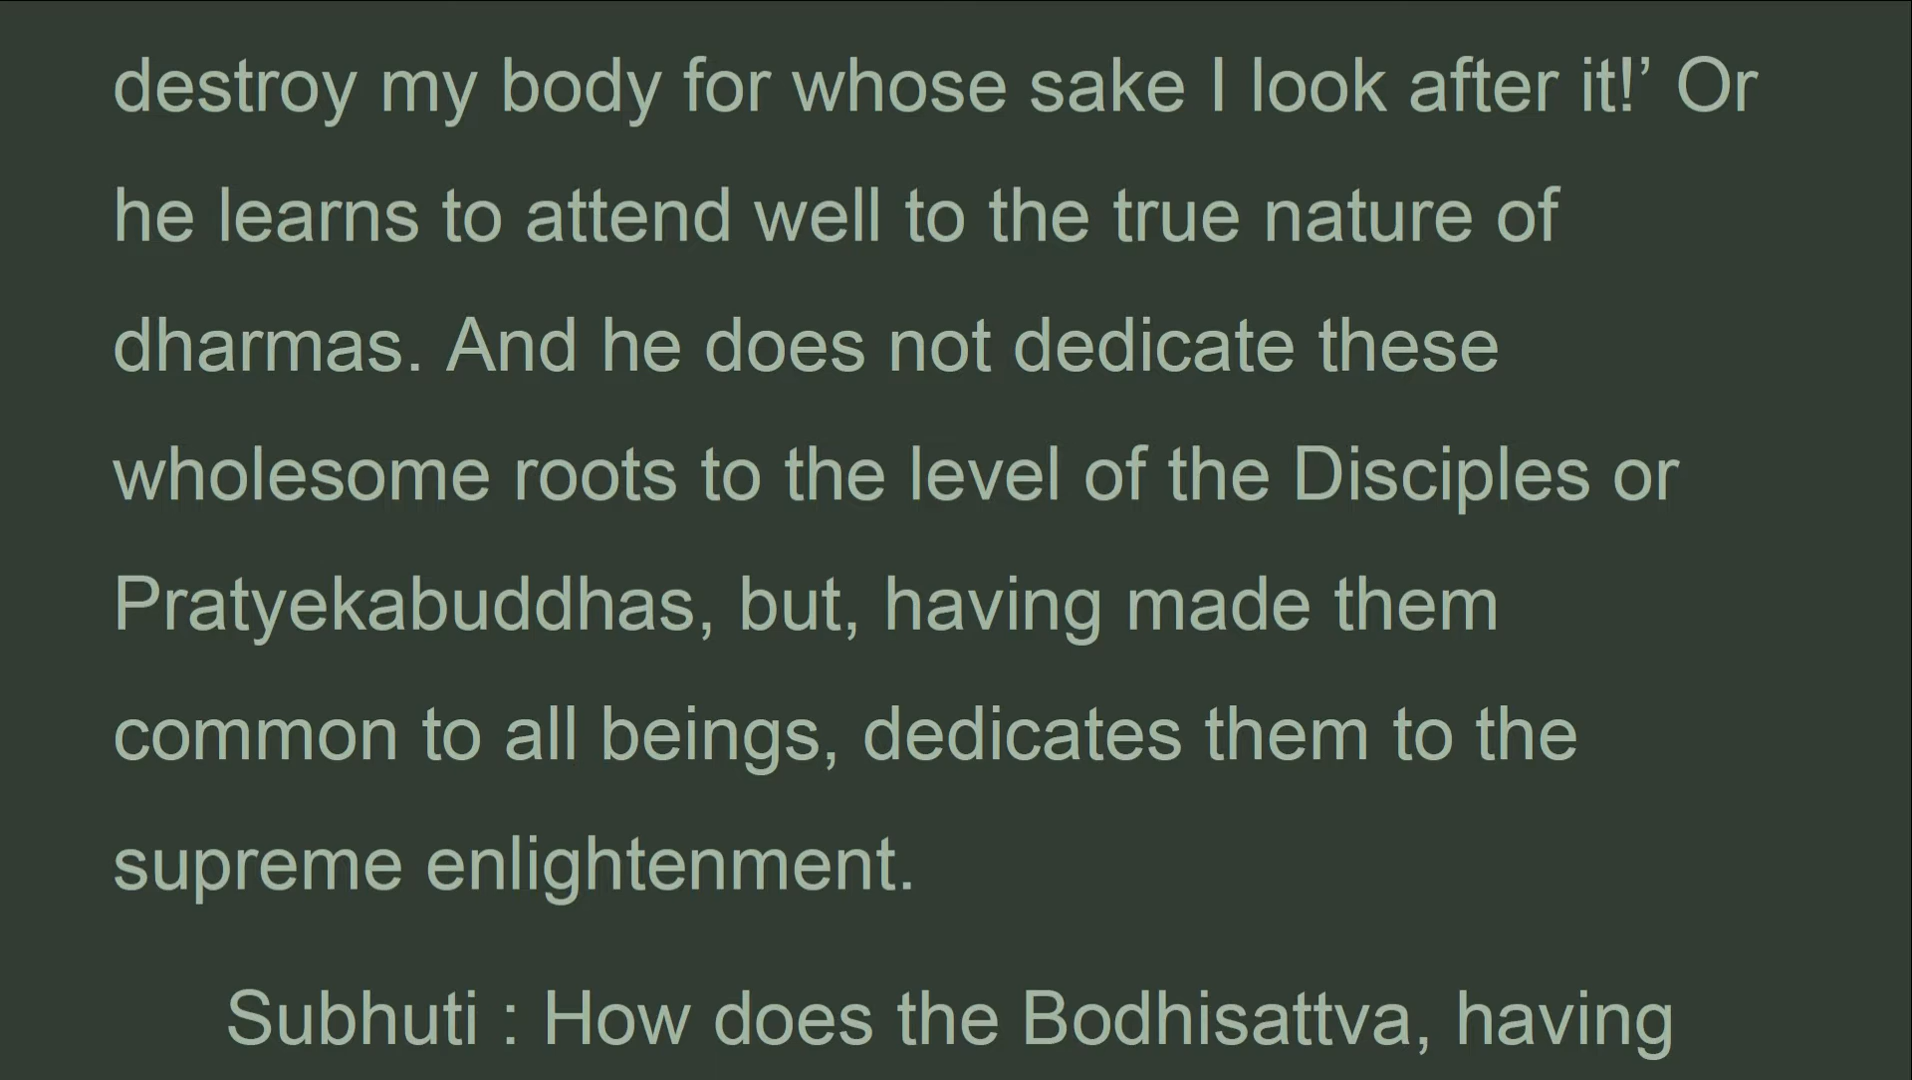 destroy my body for whose sake I look after it!’ Or
he learns to attend well to the true nature of
dharmas. And he does not dedicate these
wholesome roots to the level of the Disciples or
Pratyekabuddhas, but, having made them
common to all beings, dedicates them to the
supreme enlightenment.
Subhuti : How does the Bodhisattva, having